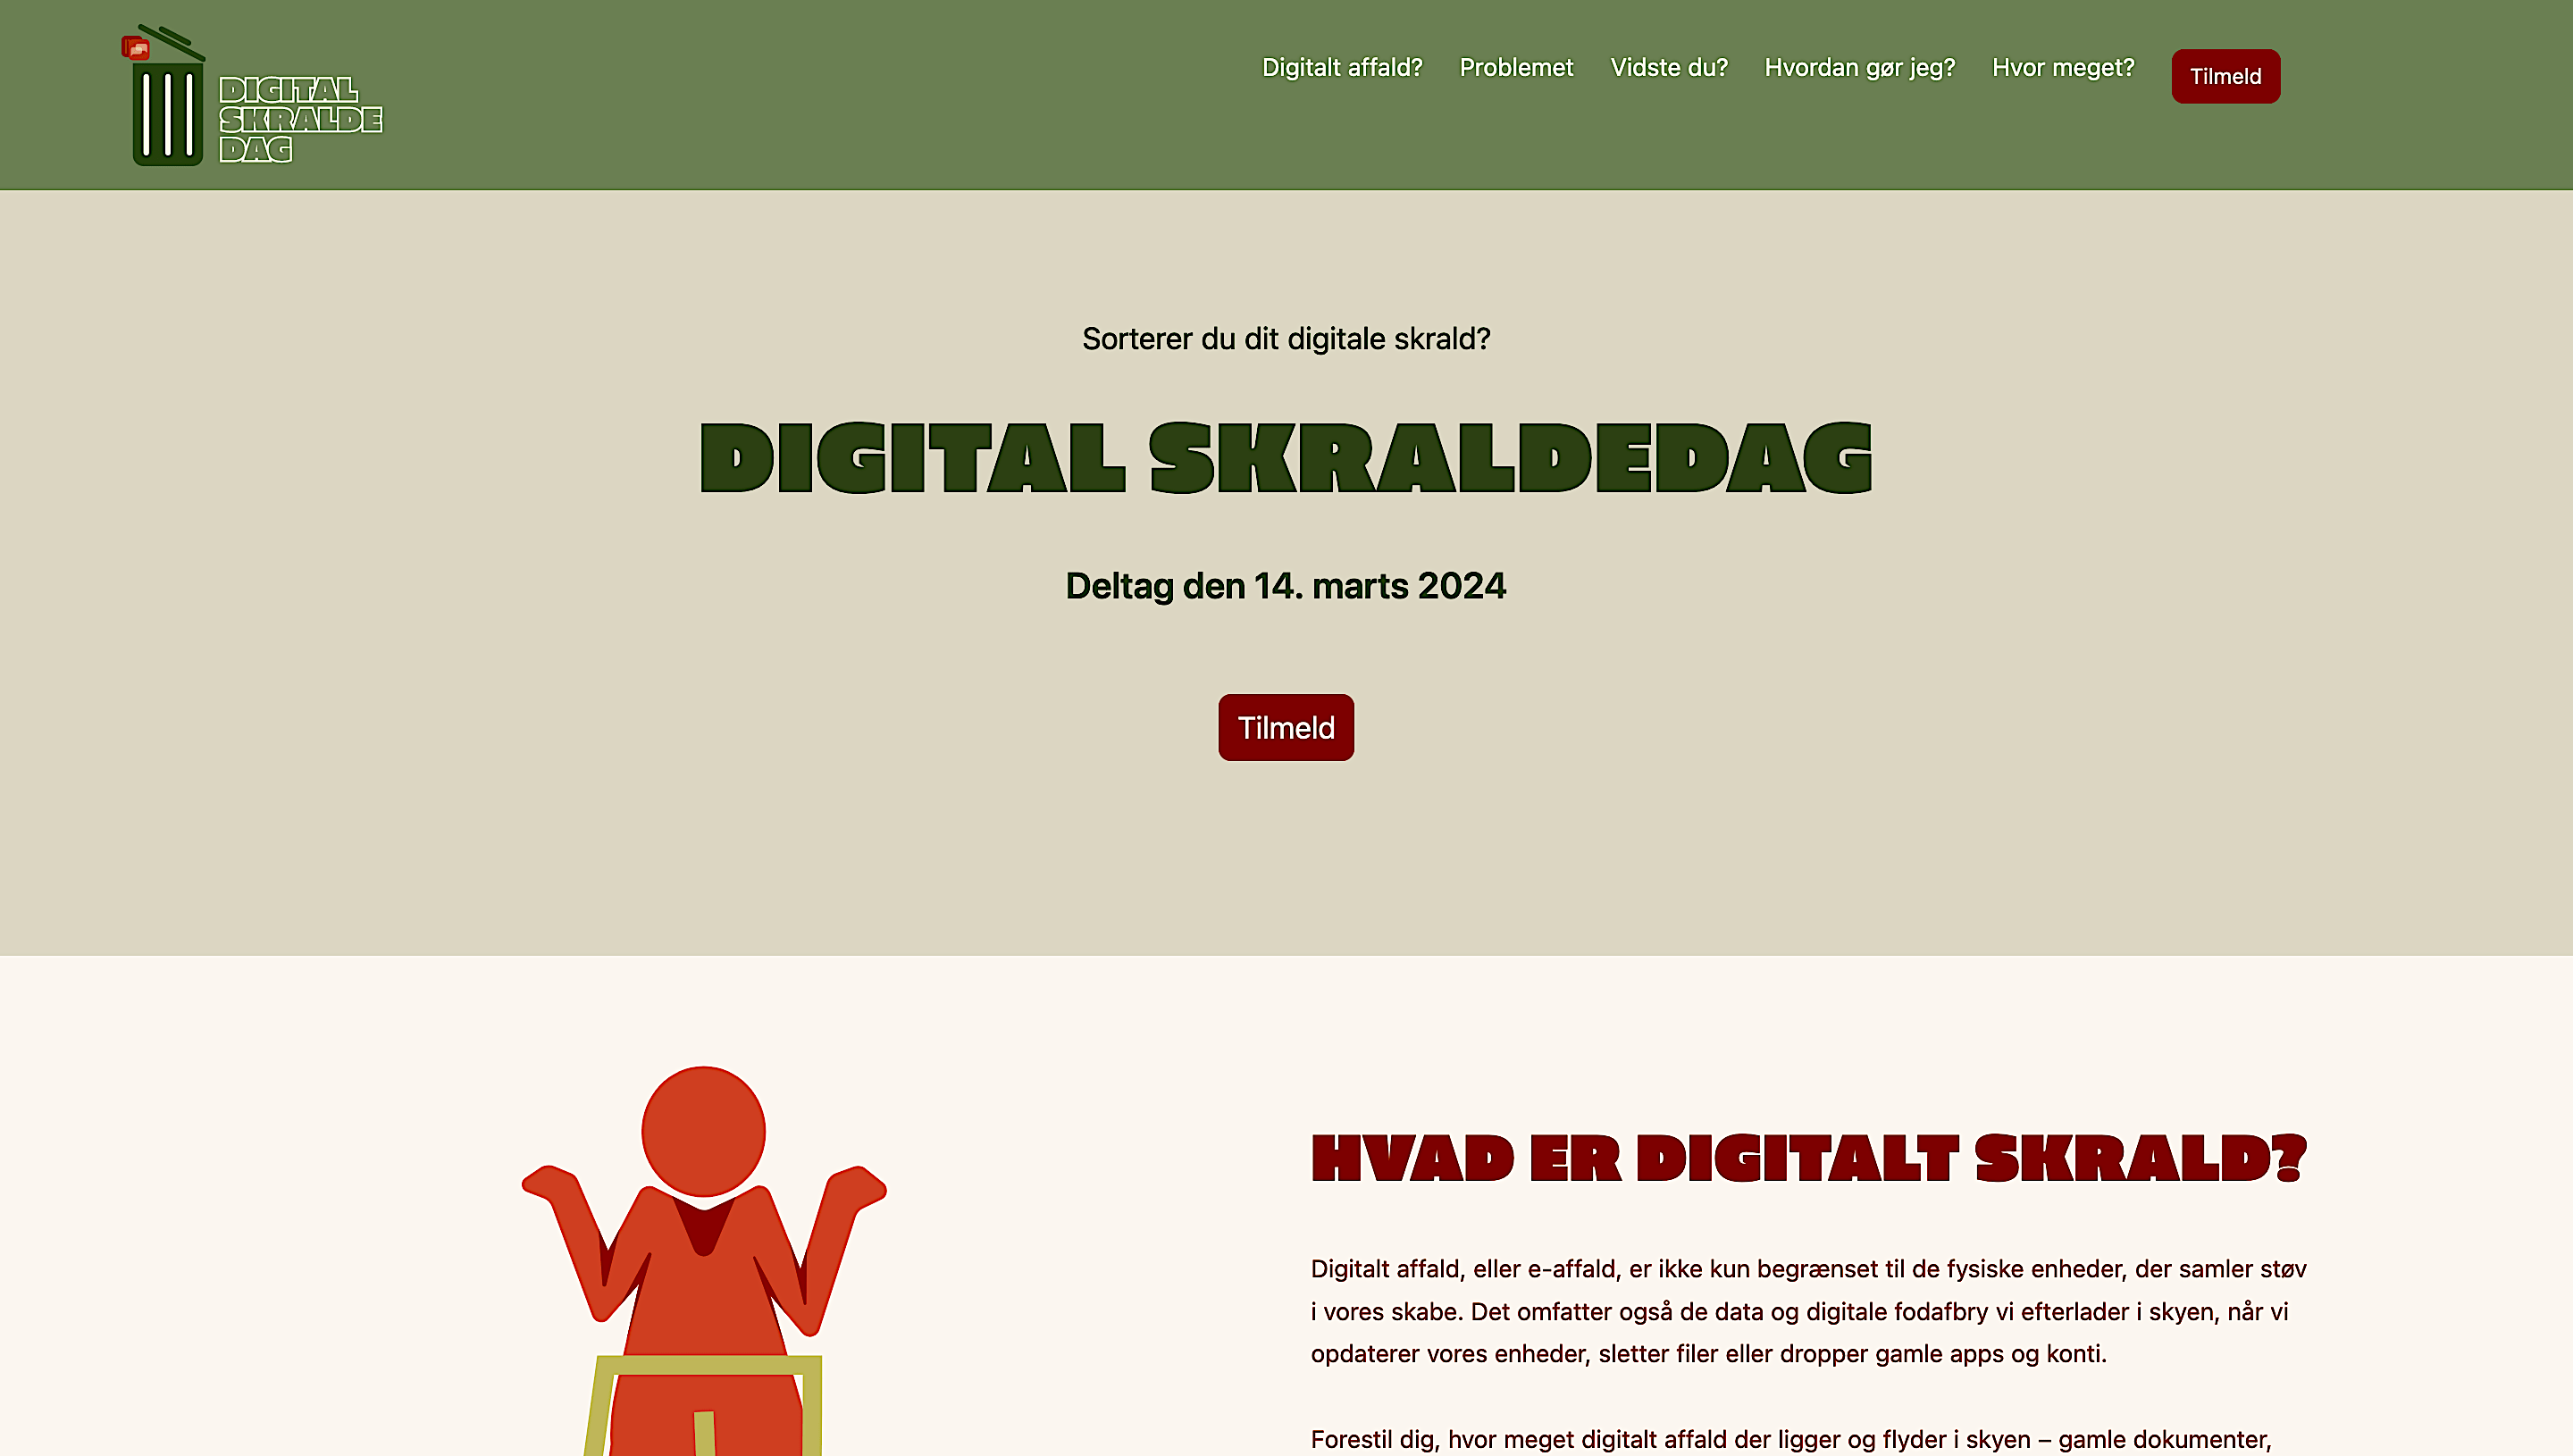 DIGITAL
SKRALDE
DAG
Digitalt affald?
Problemet
Vidste du?
Hvordan gør jeg?
Hvor meget?
Tilmeld
Sorterer du dit digitale skrald?
DIGITAL SKRALDEDAG
Deltag den 14. marts 2024
Tilmeld
HVAD ER DIGITALT SKRALD?
Digitalt affald, eller e-affald, er ikke kun begrænset til de fysiske enheder, der samler støv
i vores skabe. Det omfatter også de data og digitale fodafbry vi efterlader i skyen, når vi
opdaterer vores enheder, sletter filer eller dropper gamle apps og konti.
Forestil dig, hvor meget digitalt affald der ligger og flyder i skyen – gamle dokumenter,